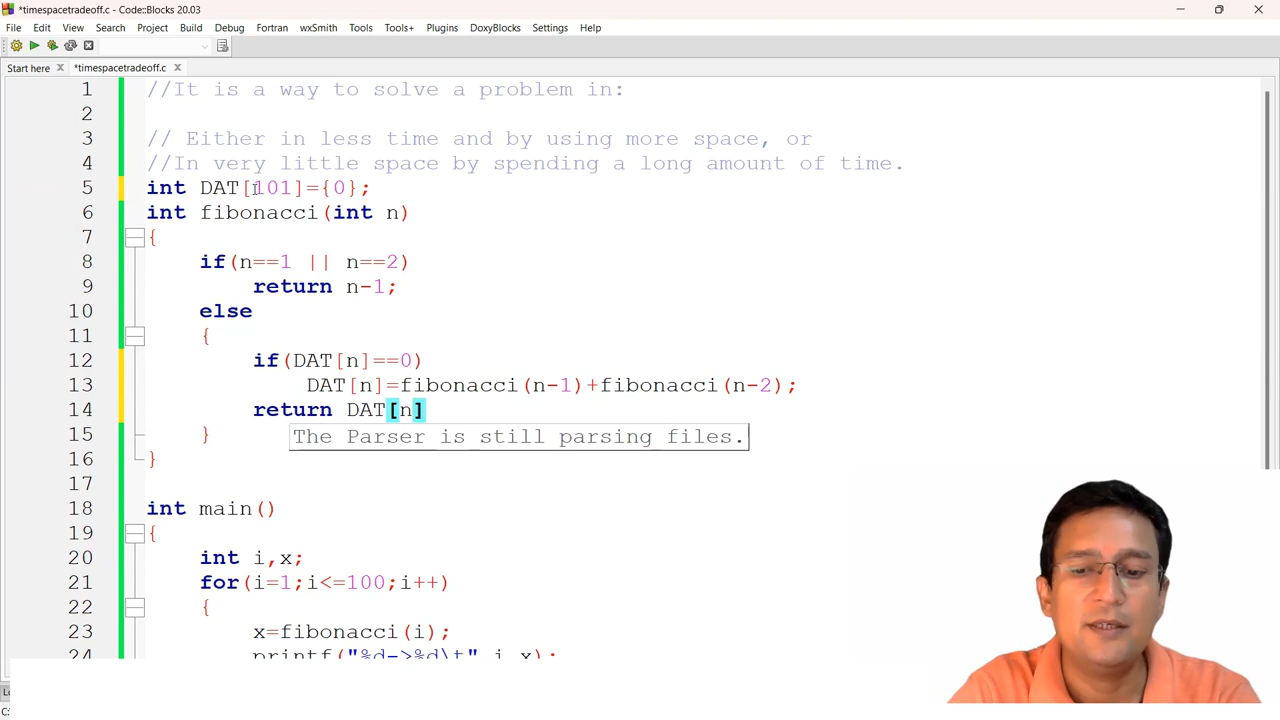 *timespacetradeoff.c - Code::Blocks 20.03
File Edit View Search Project Build Debug Fortran wxSmith Tools Tools+ Plugins DoxyBlocks Settings Help
Start here *timespacetradeoff.c
1 //It is a way to solve a problem in:
2
3 // Either in less time and by using more space, or
4 //In very little space by spending a long amount of time.
5 int DAT[101]={0};
6 int fibonacci(int n)
7 {
8 if(n==1 || n==2)
9 return n-1;
10 else
11 {
12 if(DAT[n]==0)
13 DAT[n]=fibonacci(n-1)+fibonacci(n-2);
14 return DAT[n]
The Parser is still parsing files.
15 }
16 }
17
18 int main()
19 {
20 int i,x;
21 for(i=1;i<=100;i++)
22 {
23 x=fibonacci(i);
24 printf("%d->%d\t",i,x);